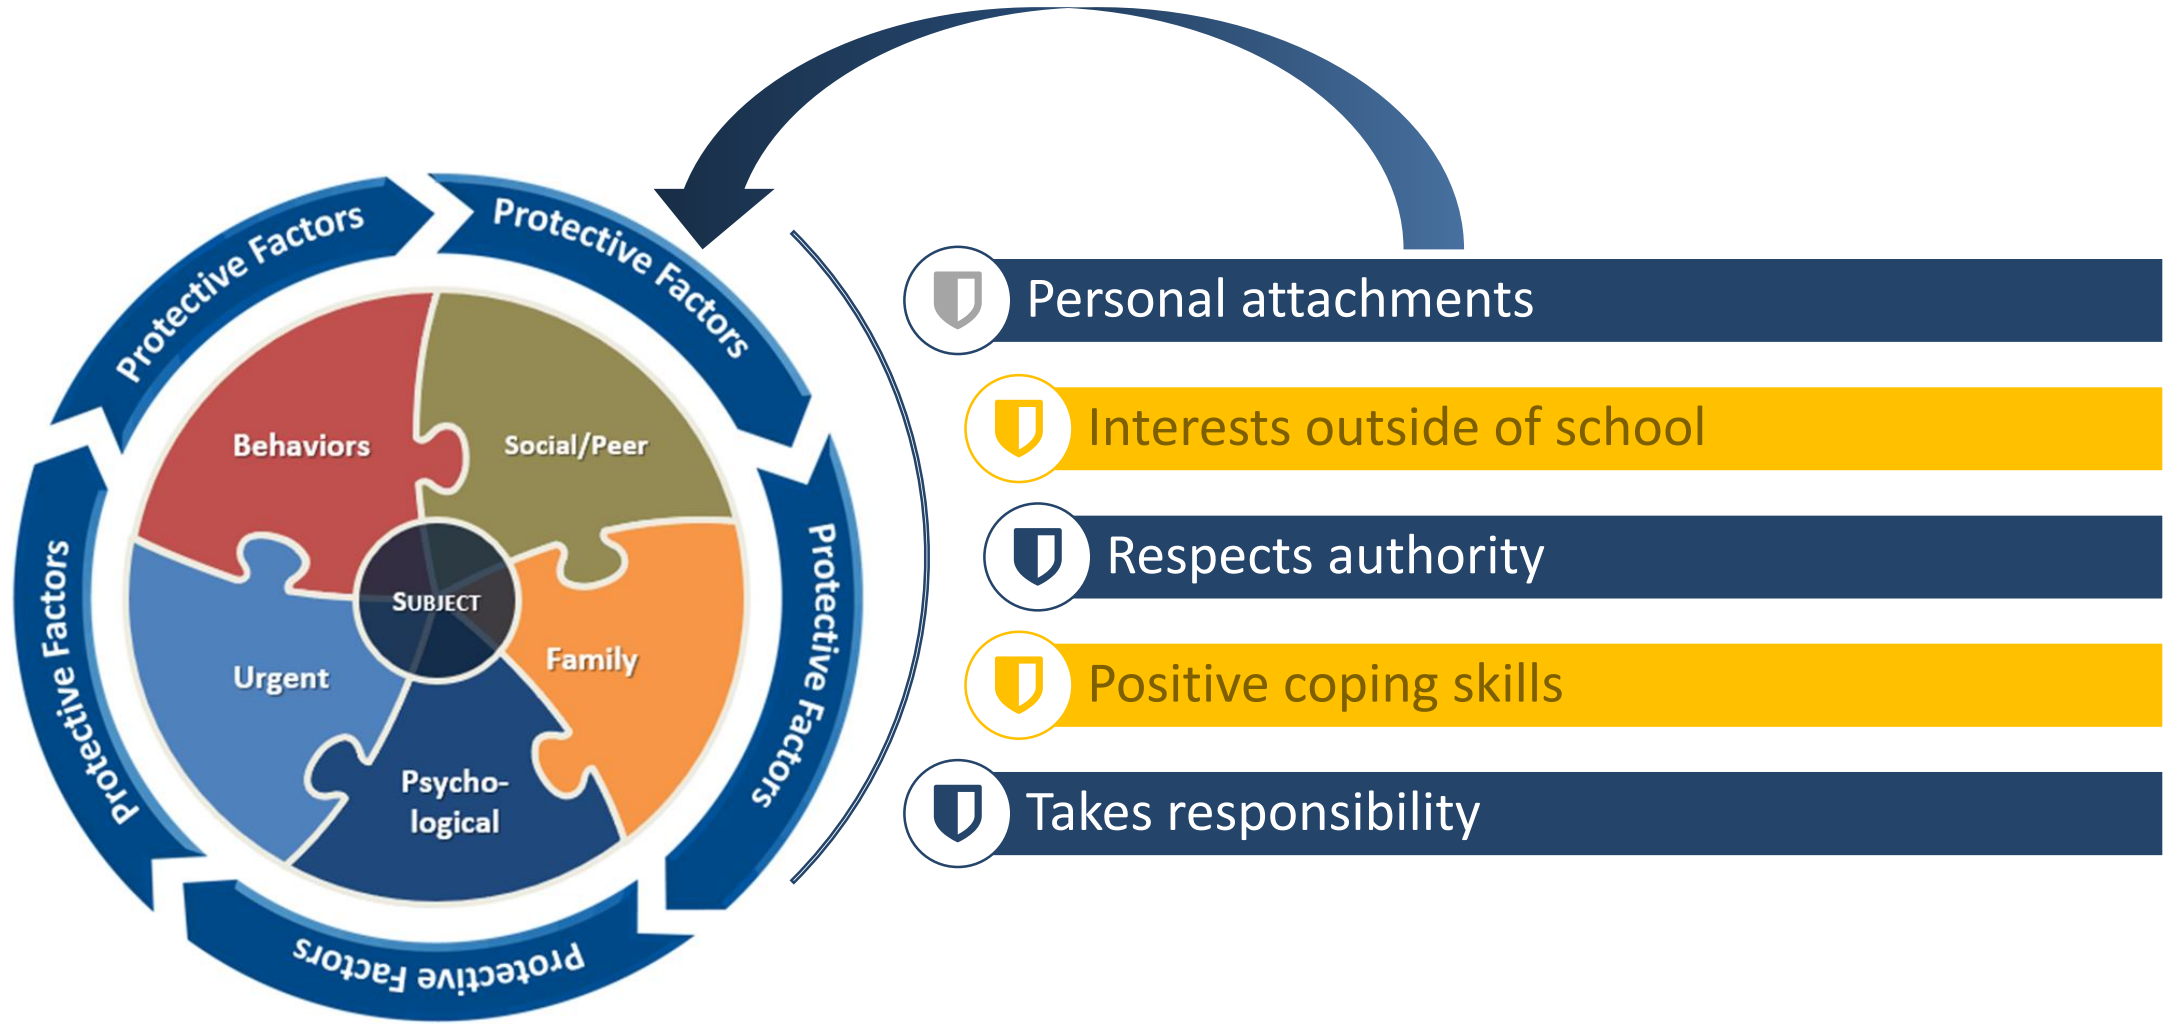 Protective Factors
Protective Factors
Protective Factors
Protective Factors
Protective Factors
Behaviors
Social/Peer
SUBJECT
Urgent
Family
Psycho-
logical
Personal attachments
Interests outside of school
Respects authority
Positive coping skills
Takes responsibility